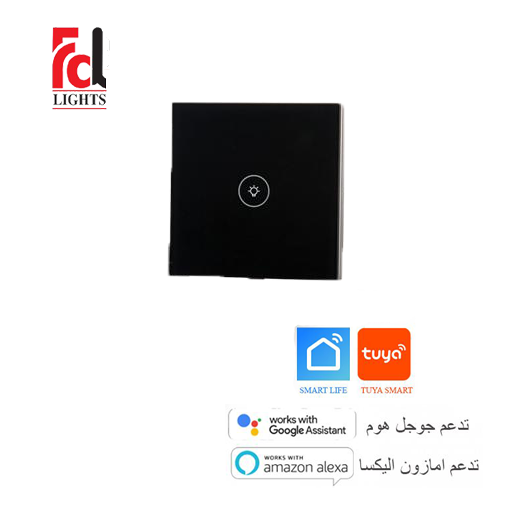 rdl
LIGHTS
SMART LIFE
tuya
TUYA SMART
works with
Google Assistant
تدعم جوجل هوم
WORKS WITH
amazon alexa
تدعم امازون اليكسا